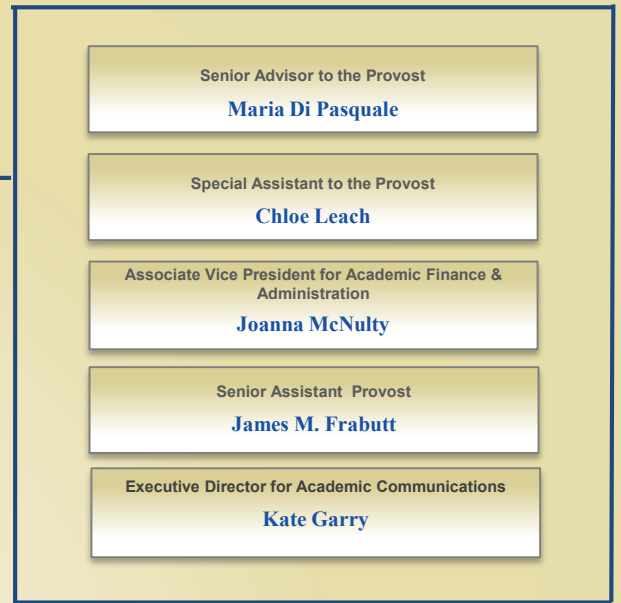 Senior Advisor to the Provost
Maria Di Pasquale
Special Assistant to the Provost
Chloe Leach
Associate Vice President for Academic Finance &
Administration
Joanna McNulty
Senior Assistant Provost
James M. Frabutt
Executive Director for Academic Communications
Kate Garry